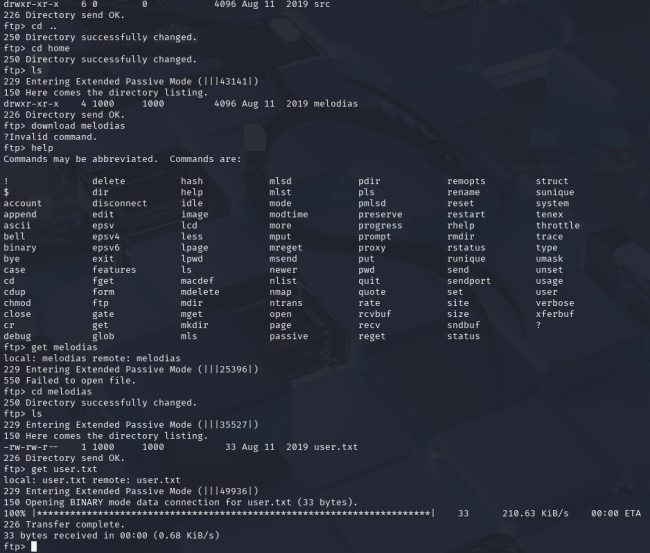 drwxr-xr-x    6 0        0            4096 Aug 11  2019 src
226 Directory send OK.
ftp> cd ..
250 Directory successfully changed.
ftp> cd home
250 Directory successfully changed.
ftp> ls
229 Entering Extended Passive Mode (|||43141|)
150 Here comes the directory listing.
drwxr-xr-x    4 1000     1000         4096 Aug 11  2019 melodias
226 Directory send OK.
ftp> download melodias
?Invalid command.
ftp> help
Commands may be abbreviated.  Commands are:

!               delete          hash            mlsd            pdir            remopts         struct
$               dir             help            mlst            pls             rename          sunique
account         disconnect      idle            mode            pmlsd           reset           system
append          edit            image           modtime         preserve        restart         tenex
ascii           epsv            lcd             more            progress        rhelp           throttle
bell            epsv4           less            mput            prompt          rmdir           trace
binary          epsv6           lpage           mreget          proxy           rstatus         type
bye             exit            lpwd            msend           put             runique         umask
case            features        ls              newer           pwd             send            unset
cd              fget            macdef          nlist           quit            sendport        usage
cdup            form            mdelete         nmap            quote           set             user
chmod           ftp             mdir            ntrans          rate            site            verbose
close           gate            mget            open            rcvbuf          size            xferbuf
cr              get             mkdir           page            recv            sndbuf          ?
debug           glob            mls             passive         reget           status
ftp> get melodias
local: melodias remote: melodias
229 Entering Extended Passive Mode (|||25396|)
550 Failed to open file.
ftp> cd melodias
250 Directory successfully changed.
ftp> ls
229 Entering Extended Passive Mode (|||35527|)
150 Here comes the directory listing.
-rw-rw-r--    1 1000     1000           33 Aug 11  2019 user.txt
226 Directory send OK.
ftp> get user.txt
local: user.txt remote: user.txt
229 Entering Extended Passive Mode (|||49936|)
150 Opening BINARY mode data connection for user.txt (33 bytes).
100% |***********************************************************************|    33      210.63 KiB/s    00:00 ETA
226 Transfer complete.
33 bytes received in 00:00 (0.68 KiB/s)
ftp>